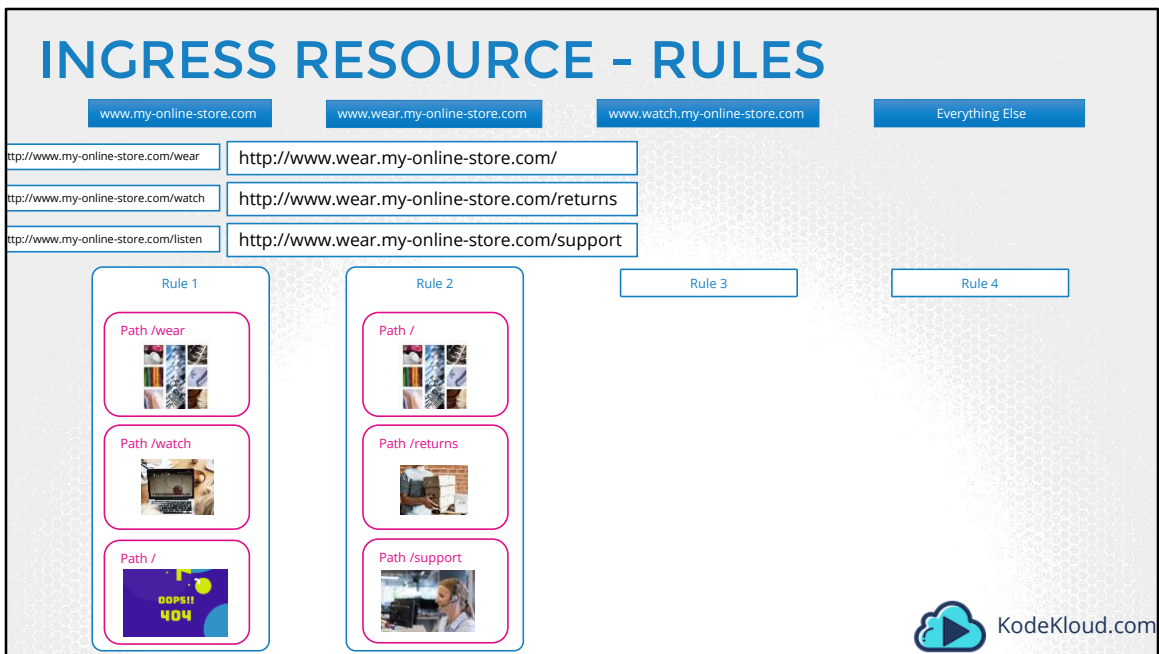 INGRESS RESOURCE - RULES
www.my-online-store.com
www.wear.my-online-store.com
www.watch.my-online-store.com
Everything Else
ttp://www.my-online-store.com/wear
http://www.wear.my-online-store.com/
ttp://www.my-online-store.com/watch
http://www.wear.my-online-store.com/returns
ttp://www.my-online-store.com/listen
http://www.wear.my-online-store.com/support
Rule 1
Rule 2
Rule 3
Rule 4
Path /wear
Path /
Path /watch
Path /returns
Path /
OOPS!!
404
Path /support
KodeKloud.com